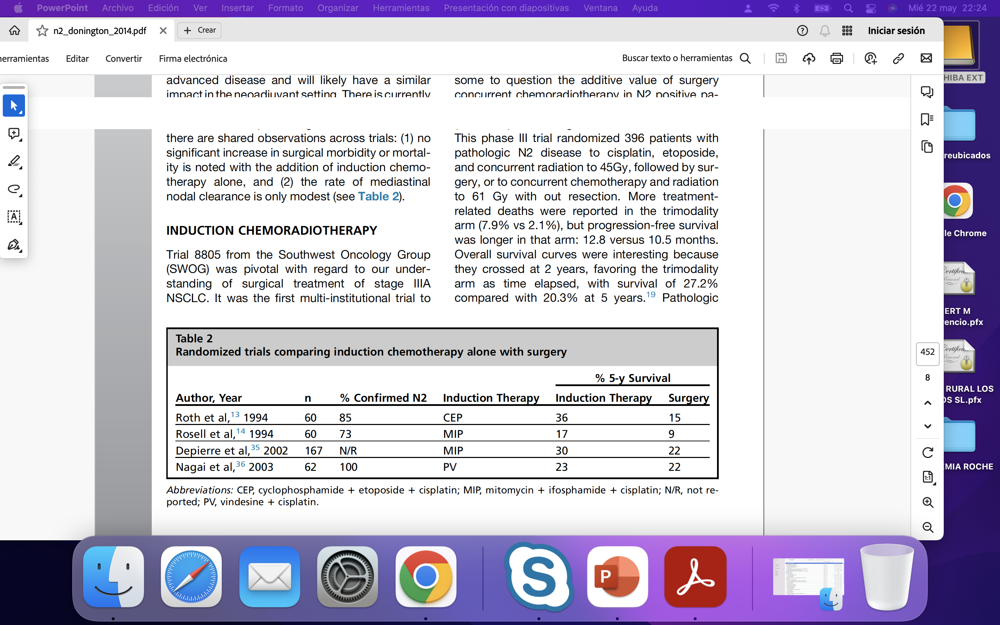 PowerPoint Archivo Edición Ver Insertar Formato Organizar Herramientas Presentación con diapositivas Ventana Ayuda Mié 22 may 22:24
n2_donington_2014.pdf + Crear Iniciar sesión
herramientas Editar Convertir Firma electrónica Buscar texto o herramientas
advanced disease and will likely have a similar
impact in the neoadjuvant setting. There is currently
there are shared observations across trials: (1) no
significant increase in surgical morbidity or mortal-
ity is noted with the addition of induction chemo-
therapy alone, and (2) the rate of mediastinal
nodal clearance is only modest (see Table 2).
INDUCTION CHEMORADIOTHERAPY
Trial 8805 from the Southwest Oncology Group
(SWOG) was pivotal with regard to our under-
standing of surgical treatment of stage IIIA
NSCLC. It was the first multi-institutional trial to
some to question the additive value of surgery
concurrent chemoradiotherapy in N2 positive pa-
This phase III trial randomized 396 patients with
pathologic N2 disease to cisplatin, etoposide,
and concurrent radiation to 45Gy, followed by sur-
gery, or to concurrent chemotherapy and radiation
to 61 Gy with out resection. More treatment-
related deaths were reported in the trimodality
arm (7.9% vs 2.1%), but progression-free survival
was longer in that arm: 12.8 versus 10.5 months.
Overall survival curves were interesting because
they crossed at 2 years, favoring the trimodality
arm as time elapsed, with survival of 27.2%
compared with 20.3% at 5 years.19 Pathologic
Table 2
Randomized trials comparing induction chemotherapy alone with surgery
% 5-y Survival
Author, Year n % Confirmed N2 Induction Therapy Induction Therapy Surgery
Roth et al,13 1994 60 85 CEP 36 15
Rosell et al,14 1994 60 73 MIP 17 9
Depierre et al,35 2002 167 N/R MIP 30 22
Nagai et al,36 2003 62 100 PV 23 22
Abbreviations: CEP, cyclophosphamide + etoposide + cisplatin; MIP, mitomycin + ifosphamide + cisplatin; N/R, not re-
ported; PV, vindesine + cisplatin.
452
8
1:1
HIBA EXT
reubicados
le Chrome
ERT M
encio.pfx
RURAL LOS
OS SL.pfx
EMIA ROCHE